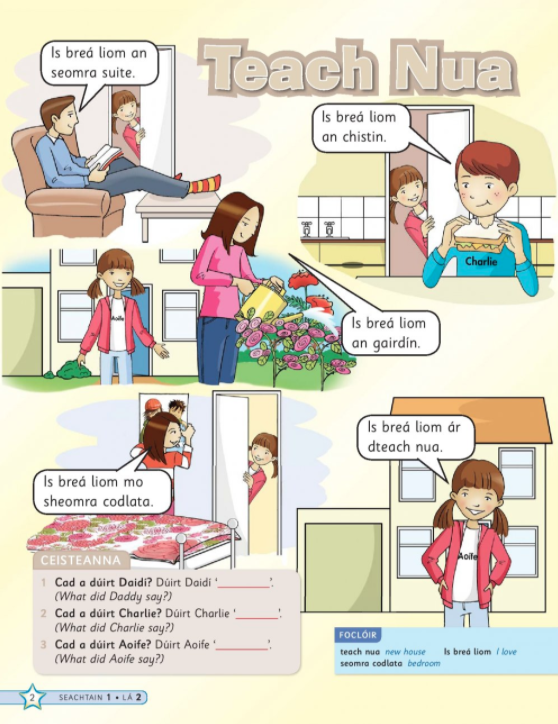 Teach Nua
Is breá liom an
seomra suite.
Is breá liom
an chistin.
Charlie
Aoife
Is breá liom
an gairdín.
Is breá liom mo
sheomra codlata.
Is breá liom ár
dteach nua.
Aoife
CEISTEANNA
1 Cad a dúirt Daidí? Dúirt Daidí ‘________’.
(What did Daddy say?)
2 Cad a dúirt Charlie? Dúirt Charlie ‘________’.
(What did Charlie say?)
3 Cad a dúirt Aoife? Dúirt Aoife ‘________’.
(What did Aoife say?)
FOCLÓIR
teach nua new house Is breá liom I love
seomra codlata bedroom
2 SEACHTAIN 1 • LÁ 2